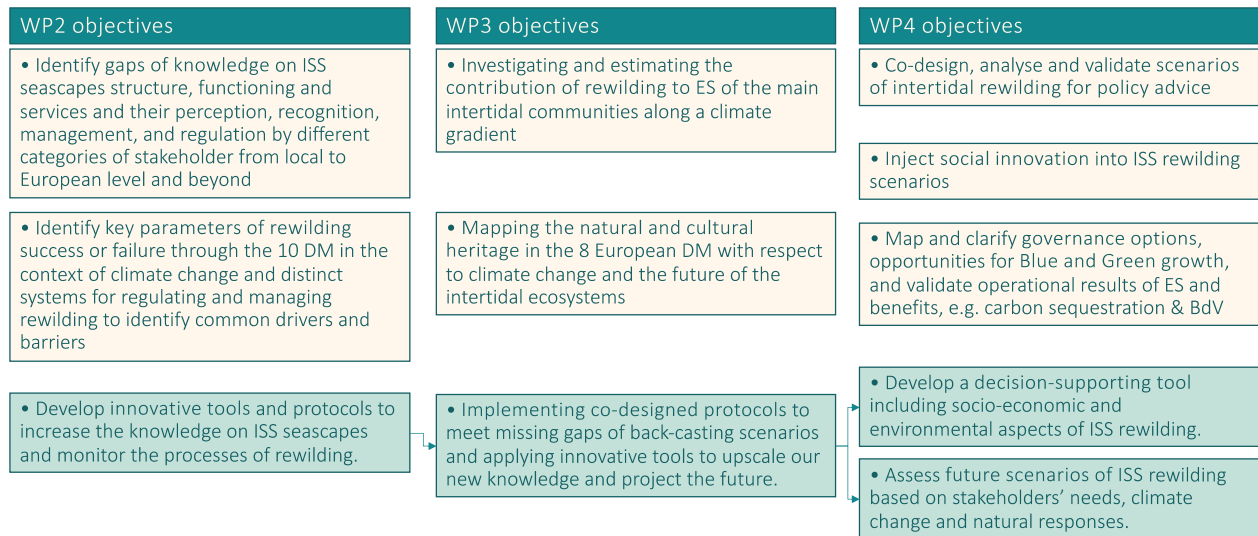 WP2 objectives
• Identify gaps of knowledge on ISS
seascapes structure, functioning and
services and their perception, recognition,
management, and regulation by different
categories of stakeholder from local to
European level and beyond
• Identify key parameters of rewilding
success or failure through the 10 DM in the
context of climate change and distinct
systems for regulating and managing
rewilding to identify common drivers and
barriers
• Develop innovative tools and protocols to
increase the knowledge on ISS seascapes
and monitor the processes of rewilding.
WP3 objectives
• Investigating and estimating the
contribution of rewilding to ES of the main
intertidal communities along a climate
gradient
• Mapping the natural and cultural
heritage in the 8 European DM with respect
to climate change and the future of the
intertidal ecosystems
• Implementing co-designed protocols to
meet missing gaps of back-casting scenarios
and applying innovative tools to upscale our
new knowledge and project the future.
WP4 objectives
• Co-design, analyse and validate scenarios
of intertidal rewilding for policy advice
• Inject social innovation into ISS rewilding
scenarios
• Map and clarify governance options,
opportunities for Blue and Green growth,
and validate operational results of ES and
benefits, e.g. carbon sequestration & BdV
• Develop a decision-supporting tool
including socio-economic and
environmental aspects of ISS rewilding.
• Assess future scenarios of ISS rewilding
based on stakeholders’ needs, climate
change and natural responses.